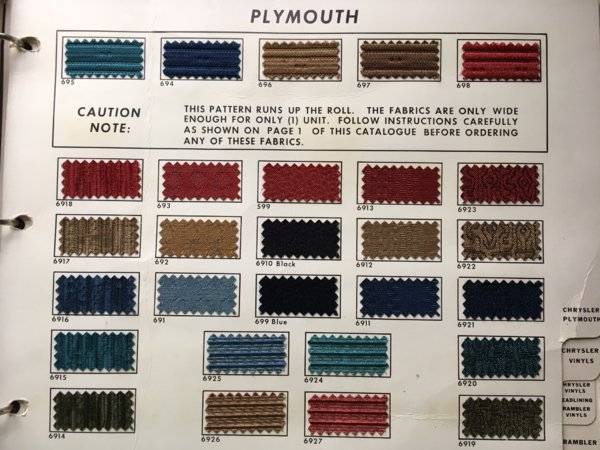 PLYMOUTH
695 694 696 697 698
CAUTION NOTE:
THIS PATTERN RUNS UP THE ROLL. THE FABRICS ARE ONLY WIDE
ENOUGH FOR ONLY (1) UNIT. FOLLOW INSTRUCTIONS CAREFULLY
AS SHOWN ON PAGE 1 OF THIS CATALOGUE BEFORE ORDERING
ANY OF THESE FABRICS.
6918 693 599 6913 6923
6917 692 6910 Black 6912 6922
6916 691 699 Blue 6911 6921
6915 6925 6924 6920
6914 6926 6927 6919
CHRYSLER
PLYMOUTH
CHRYSLER
VINYLS
CHRYSLER
VINYLS
HEADLINING
RAMBLER
VINYLS
RAMBLER